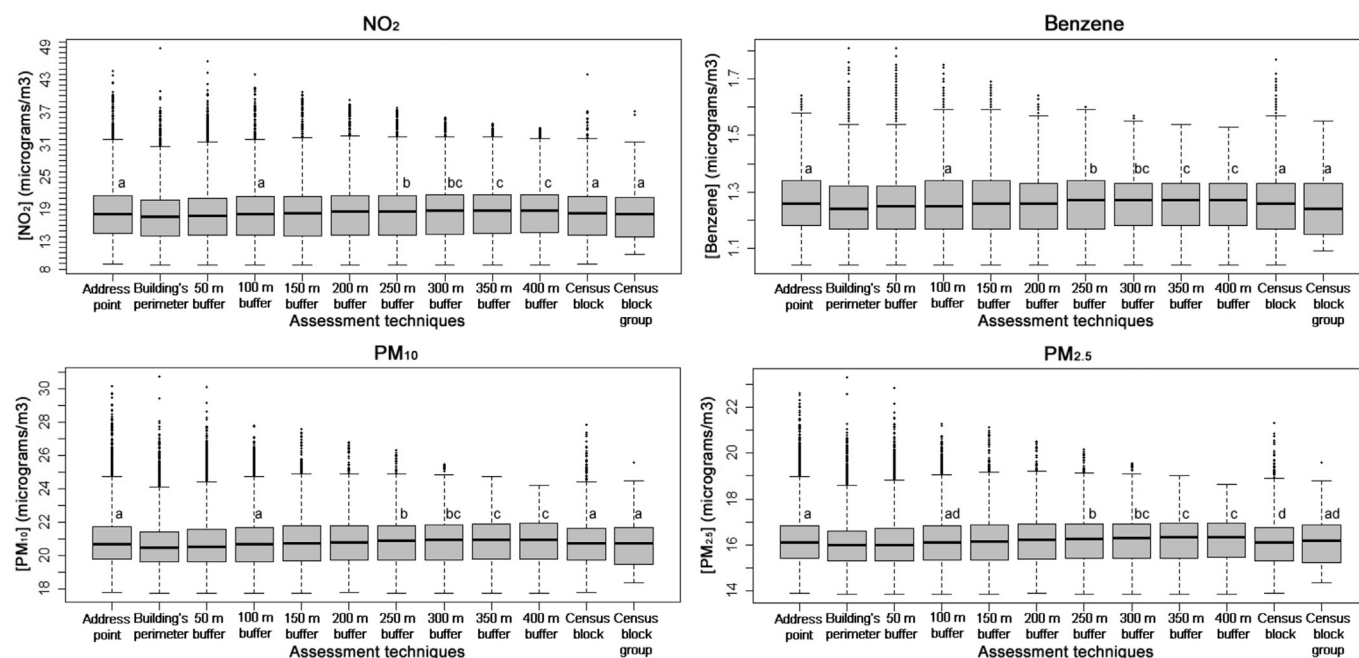 NO₂
[NO₂] (micrograms/m3)
49
43
37
31
25
19
13
8
a a b bc c c a a
Address point
Building's perimeter
50 m buffer
100 m buffer
150 m buffer
200 m buffer
250 m buffer
300 m buffer
350 m buffer
400 m buffer
Census block
Census block group
Assessment techniques
Benzene
[Benzene] (micrograms/m3)
1.7
1.5
1.3
1.1
a a b bc c c a a
Address point
Building's perimeter
50 m buffer
100 m buffer
150 m buffer
200 m buffer
250 m buffer
300 m buffer
350 m buffer
400 m buffer
Census block
Census block group
Assessment techniques
PM₁₀
[PM₁₀] (micrograms/m3)
30
28
26
24
22
20
18
a a b bc c c a a
Address point
Building's perimeter
50 m buffer
100 m buffer
150 m buffer
200 m buffer
250 m buffer
300 m buffer
350 m buffer
400 m buffer
Census block
Census block group
Assessment techniques
PM₂.₅
[PM₂.₅] (micrograms/m3)
22
20
18
16
14
a ad b bc c c d ad
Address point
Building's perimeter
50 m buffer
100 m buffer
150 m buffer
200 m buffer
250 m buffer
300 m buffer
350 m buffer
400 m buffer
Census block
Census block group
Assessment techniques